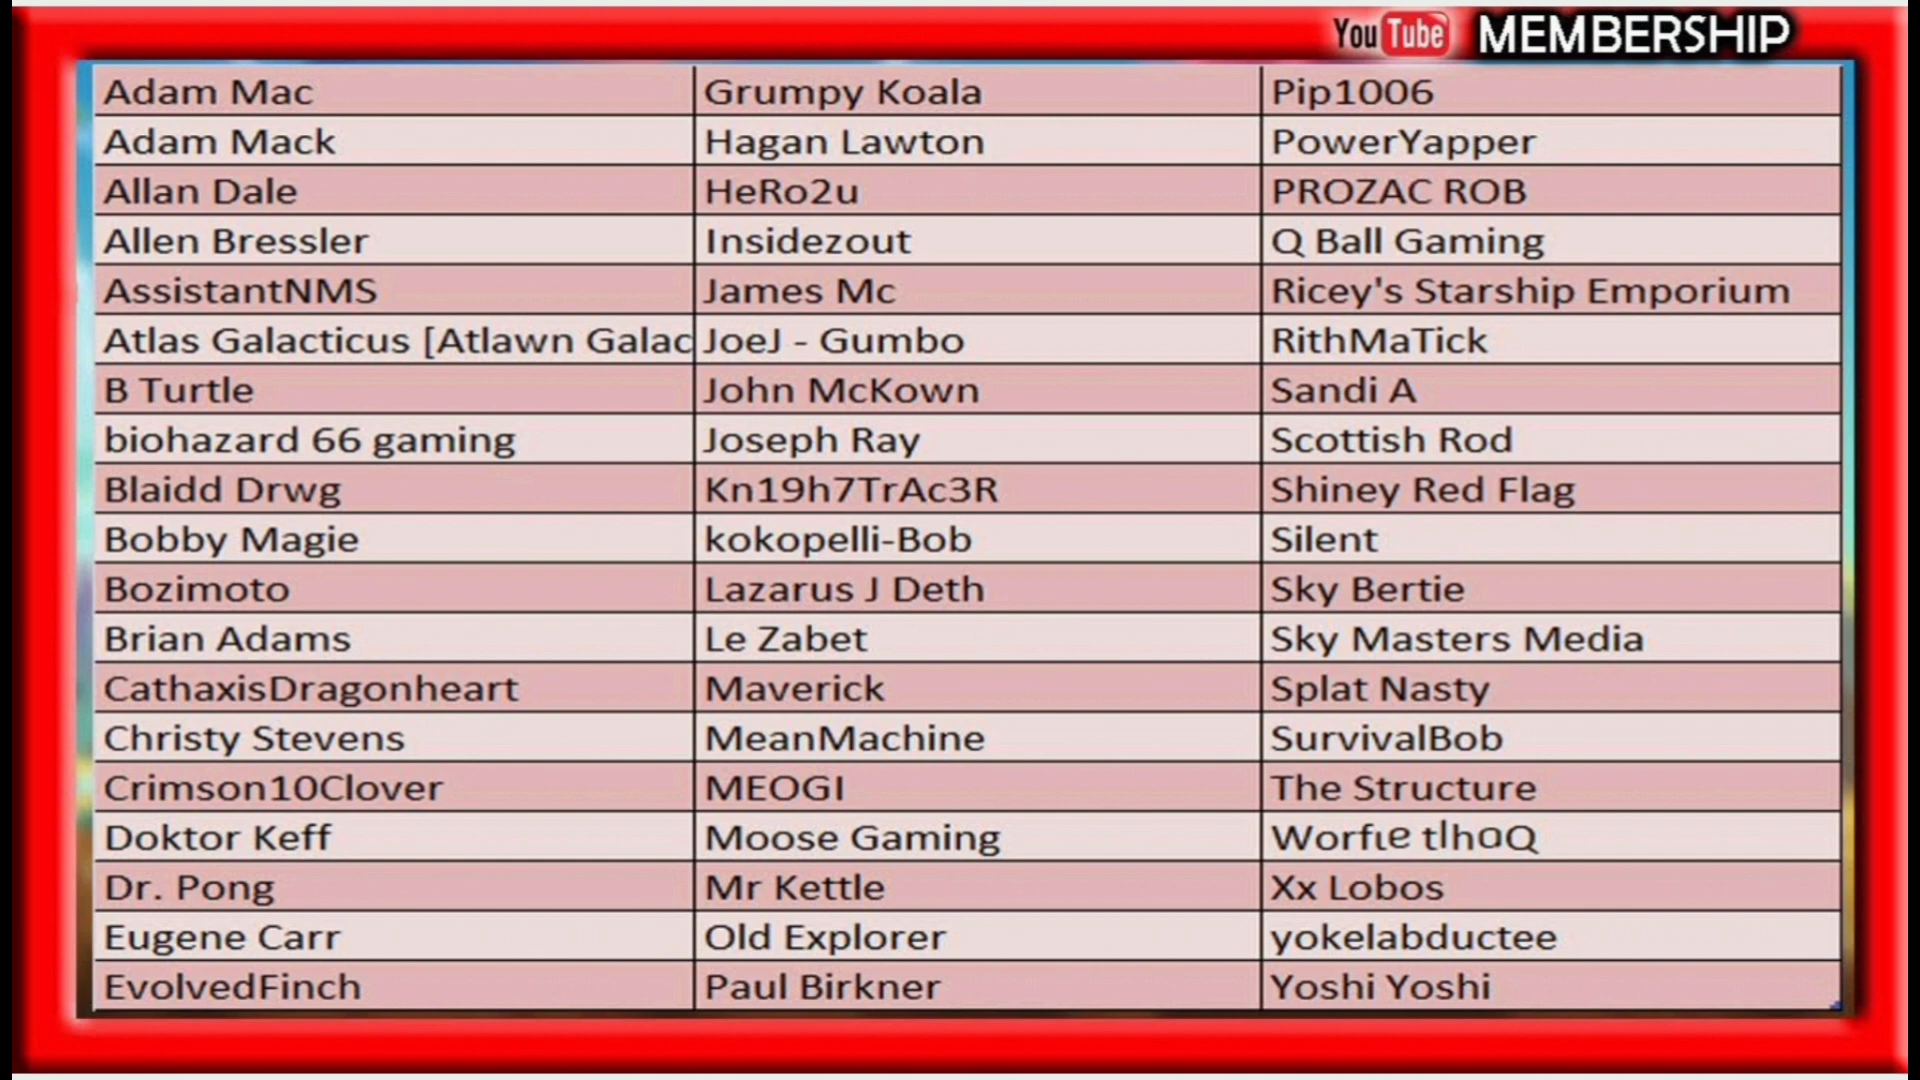 YouTube MEMBERSHIP
Adam Mac Grumpy Koala Pip1006
Adam Mack Hagan Lawton PowerYapper
Allan Dale HeRo2u PROZAC ROB
Allen Bressler Insidezout Q Ball Gaming
AssistantNMS James Mc Ricey's Starship Emporium
Atlas Galacticus [Atlawn Galac JoeJ - Gumbo RithMaTick
B Turtle John McKown Sandi A
biohazard 66 gaming Joseph Ray Scottish Rod
Blaidd Drwg Kn19h7TrAc3R Shiney Red Flag
Bobby Magie kokopelli-Bob Silent
Bozimoto Lazarus J Deth Sky Bertie
Brian Adams Le Zabet Sky Masters Media
CathaxisDragonheart Maverick Splat Nasty
Christy Stevens MeanMachine SurvivalBob
Crimson10Clover MEOGI The Structure
Doktor Keff Moose Gaming Worfιe tlhɑQ
Dr. Pong Mr Kettle Xx Lobos
Eugene Carr Old Explorer yokelabductee
EvolvedFinch Paul Birkner Yoshi Yoshi